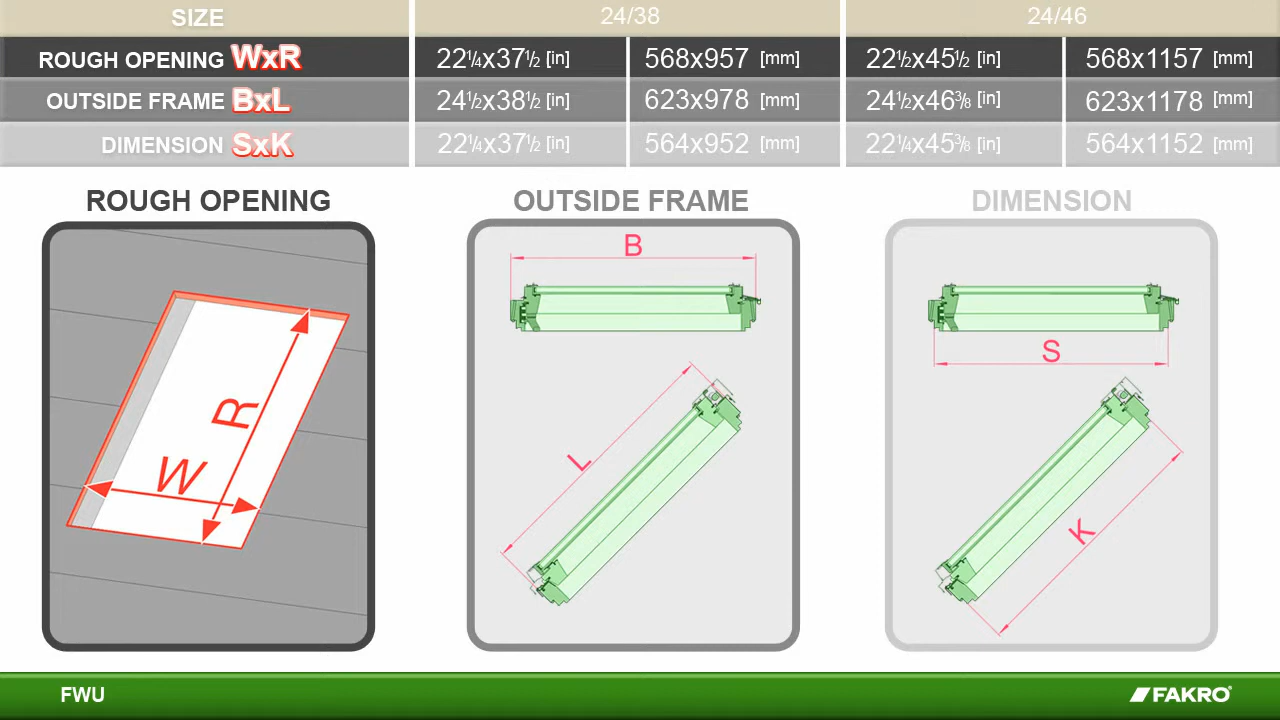 SIZE 24/38 24/46
ROUGH OPENING WxR 22¼x37½ [in] 568x957 [mm] 22½x45½ [in] 568x1157 [mm]
OUTSIDE FRAME BxL 24½x38½ [in] 623x978 [mm] 24½x46⅜ [in] 623x1178 [mm]
DIMENSION SxK 22¼x37½ [in] 564x952 [mm] 22¼x45⅜ [in] 564x1152 [mm]
ROUGH OPENING OUTSIDE FRAME DIMENSION
B
S
R
W
L
K
FWU FAKRO®